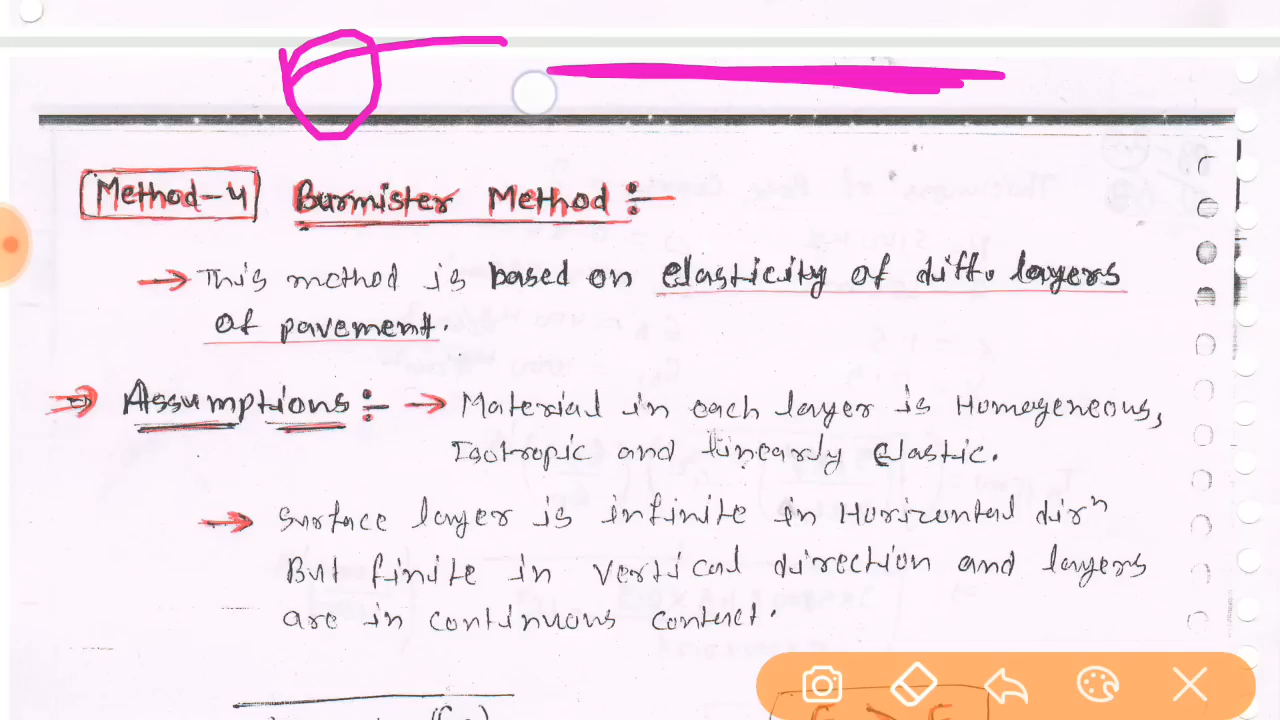 Method-4 Burmister Method :-
→ This method is based on elasticity of diff. layers
of pavement.
⇒ Assumptions :- → Material in each layer is Homogeneous,
Isotropic and linearly elastic.
→ Surface layer is infinite in Horizontal dirⁿ
But finite in vertical direction and layers
are in continuous contact.